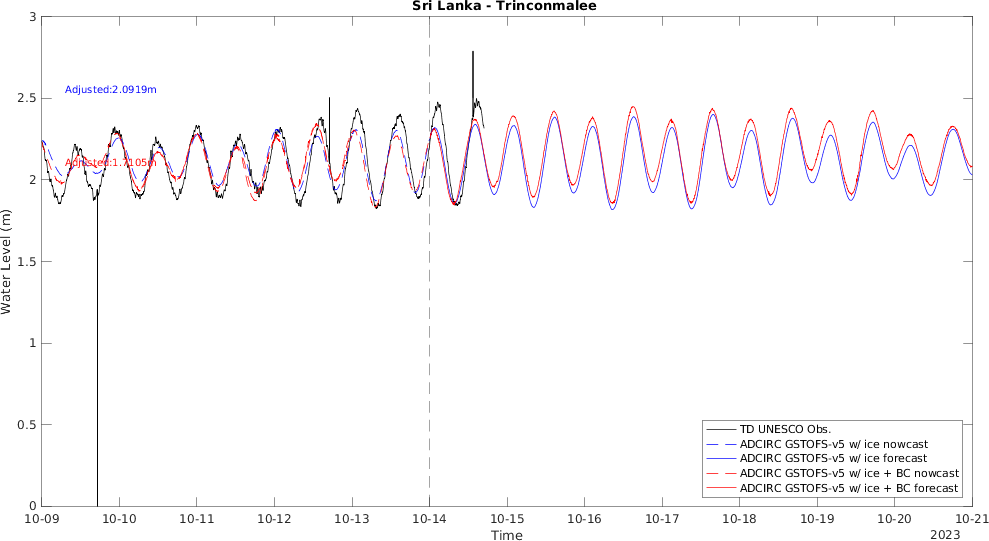 Sri Lanka - Trinconmalee
3
2.5
2
1.5
1
0.5
0
Water Level (m)
Adjusted:2.0919m
10-09
10-10
10-11
10-12
10-13
10-14
10-15
10-16
10-17
10-18
10-19
10-20
10-21
Time
2023
TD UNESCO Obs.
ADCIRC GSTOFS-v5 w/ ice nowcast
ADCIRC GSTOFS-v5 w/ ice forecast
ADCIRC GSTOFS-v5 w/ ice + BC nowcast
ADCIRC GSTOFS-v5 w/ ice + BC forecast